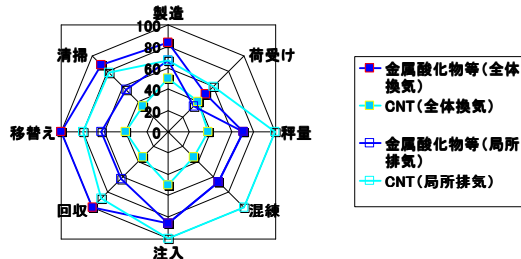 製造
100
80
60
40
20
0
荷受け
秤量
混練
注入
回収
移替え
清掃
金属酸化物等(全体
換気)
CNT(全体換気)
金属酸化物等(局所
排気)
CNT(局所排気)